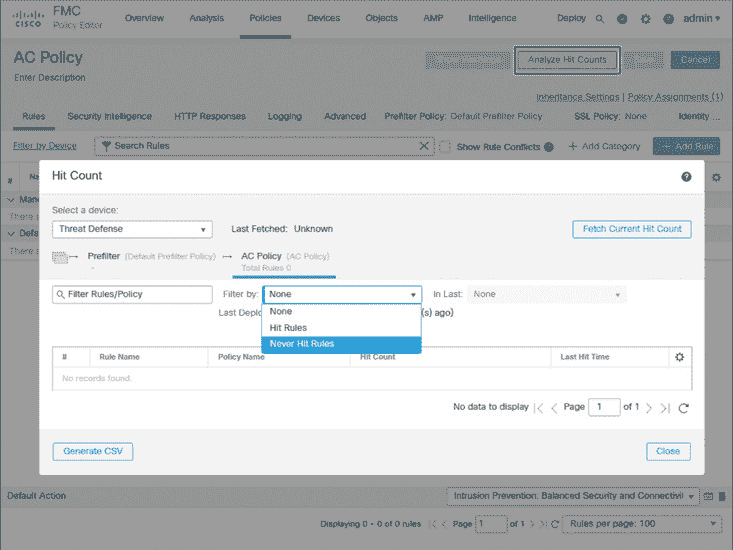 CISCO
FMC
Policy Editor
Overview Analysis Policies Devices Objects AMP Intelligence Deploy admin
AC Policy
Enter Description
Analyze Hit Counts
Cancel
Inheritance Settings | Policy Assignments (1)
Rules Security Intelligence HTTP Responses Logging Advanced Prefilter Policy: Default Prefilter Policy SSL Policy: None Identity ...
Filter by Device Search Rules Show Rule Conflicts + Add Category + Add Rule
#
Hit Count
Select a device:
Threat Defense Last Fetched: Unknown Fetch Current Hit Count
Prefilter (Default Prefilter Policy) → AC Policy (AC Policy)
- Total Rules 0
Filter Rules/Policy Filter by: None In Last: None
None
Hit Rules
Never Hit Rules
# Rule Name Policy Name Hit Count Last Hit Time
No records found.
No data to display Page 1 of 1
Generate CSV Close
Default Action Intrusion Prevention: Balanced Security and
Displaying 0 - 0 of 0 rules Page 1 of 1 Rules per page: 100